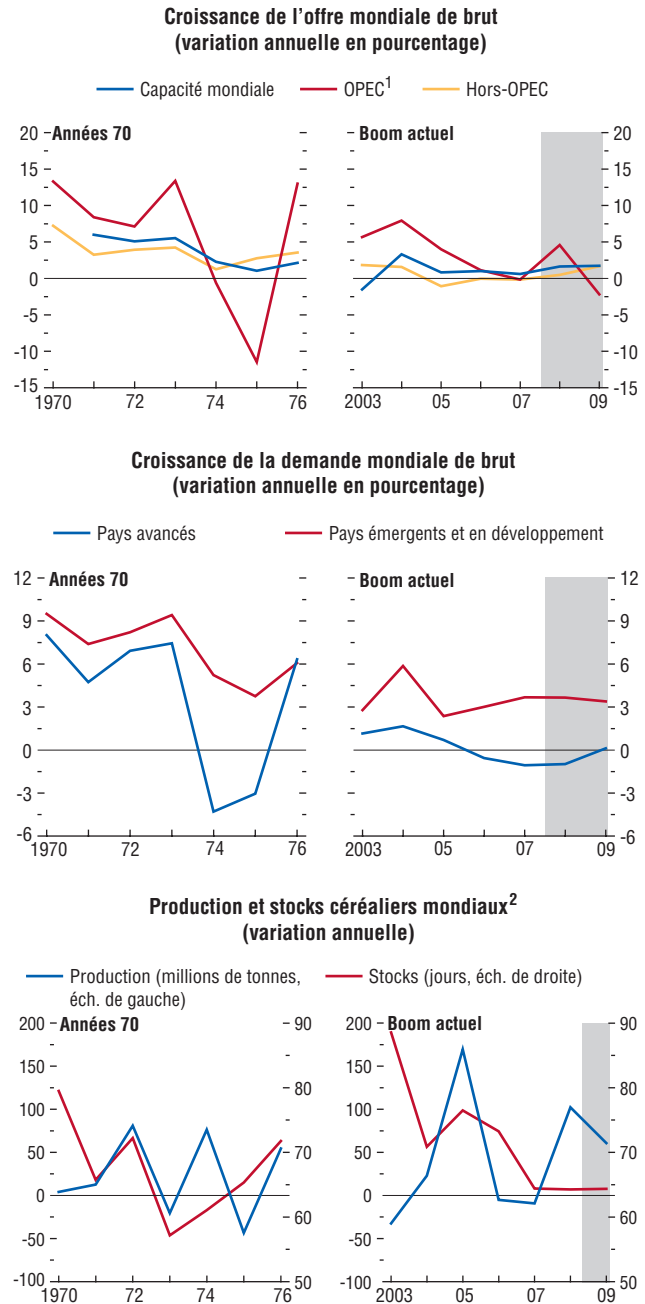 Croissance de l'offre mondiale de brut
(variation annuelle en pourcentage)
Capacité mondiale OPEC1 Hors-OPEC
Années 70
Boom actuel
20
15
10
5
0
-5
-10
-15
20
15
10
5
0
-5
-10
-15
1970 72 74 76
2003 05 07 09
Croissance de la demande mondiale de brut
(variation annuelle en pourcentage)
Pays avancés Pays émergents et en développement
Années 70
Boom actuel
12
9
6
3
0
-3
-6
12
9
6
3
0
-3
-6
1970 72 74 76
2003 05 07 09
Production et stocks céréaliers mondiaux2
(variation annuelle)
Production (millions de tonnes,
éch. de gauche)
Stocks (jours, éch. de droite)
Années 70
Boom actuel
200
150
100
50
0
-50
-100
90
80
70
60
50
200
150
100
50
0
-50
-100
90
80
70
60
50
1970 72 74 76
2003 05 07 09